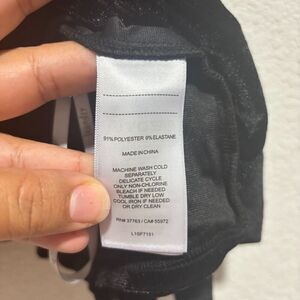 91%POLYESTER 9%ELASTANE
MADE IN CHINA
MACHINE WASH COLD
SEPARATELY
DELICATE CYCLE
ONLY NON-CHLORINE
BLEACH IF NEEDED
TUMBLE DRY LOW
COOL IRON IF NEEDED
OR DRY CLEAN
RN# 37763 / CA# 55972
L1SF7151